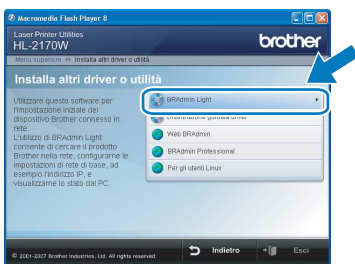 Macromedia Flash Player 8
Laser Printer Utilities
HL-2170W
brother
Menu superiore >> Installa altri driver o utilità
Installa altri driver o utilità
Utilizzare questo software per
l'impostazione iniziale del
dispositivo Brother connesso in
rete.
L'utilizzo di BRAdmin Light
consente di cercare il prodotto
Brother nella rete, configurarne le
impostazioni di rete di base, ad
esempio l'indirizzo IP, e
visualizzarne lo stato dal PC.
BRAdmin Light
Distribuzione guidata driver
Web BRAdmin
BRAdmin Professional
Per gli utenti Linux
© 2001-2007 Brother Industries, Ltd. All rights reserved.
Indietro
Esci